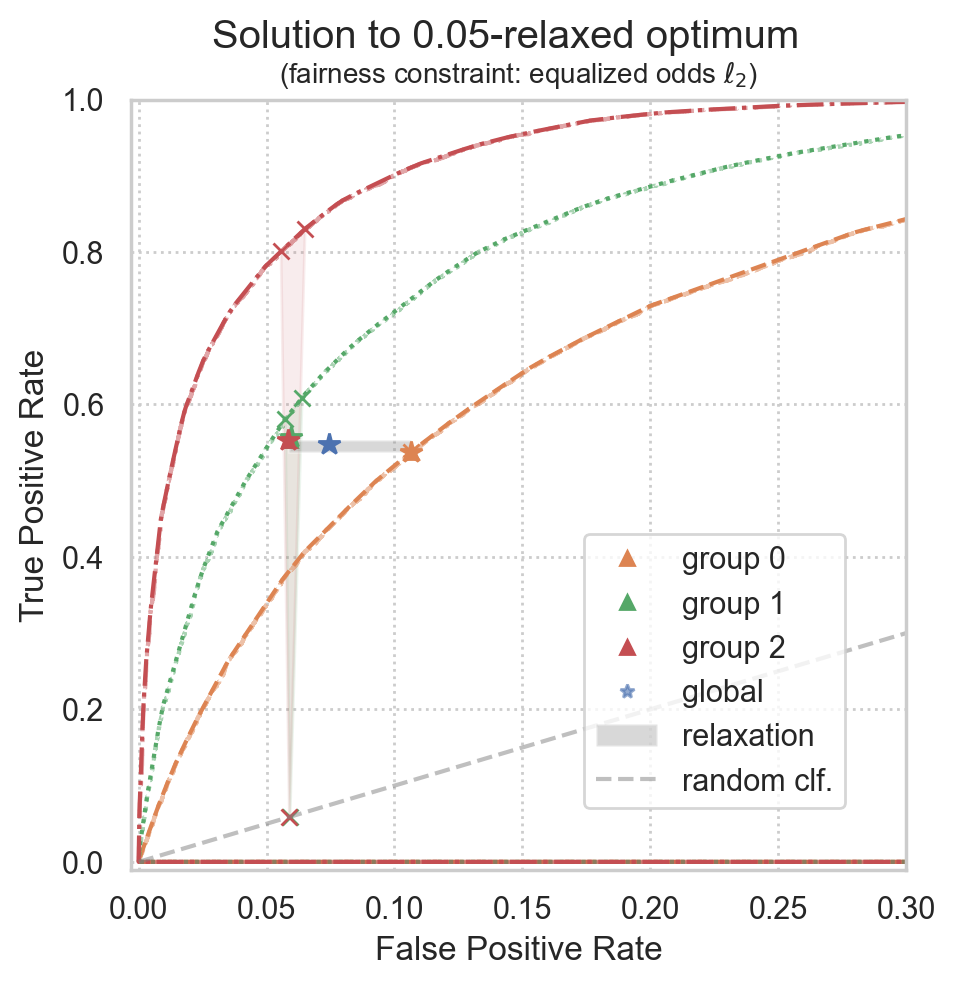 Solution to 0.05-relaxed optimum
(fairness constraint: equalized odds ℓ₂)
True Positive Rate
1.0
0.8
0.6
0.4
0.2
0.0
group 0
group 1
group 2
global
relaxation
random clf.
0.00 0.05 0.10 0.15 0.20 0.25 0.30
False Positive Rate